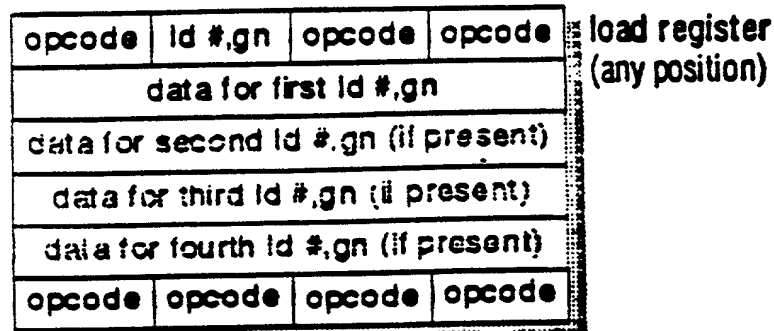 opcode ld #,gn opcode opcode load register
(any position)
data for first ld #,gn
data for second ld #,gn (if present)
data for third ld #,gn (if present)
data for fourth ld #,gn (if present)
opcode opcode opcode opcode